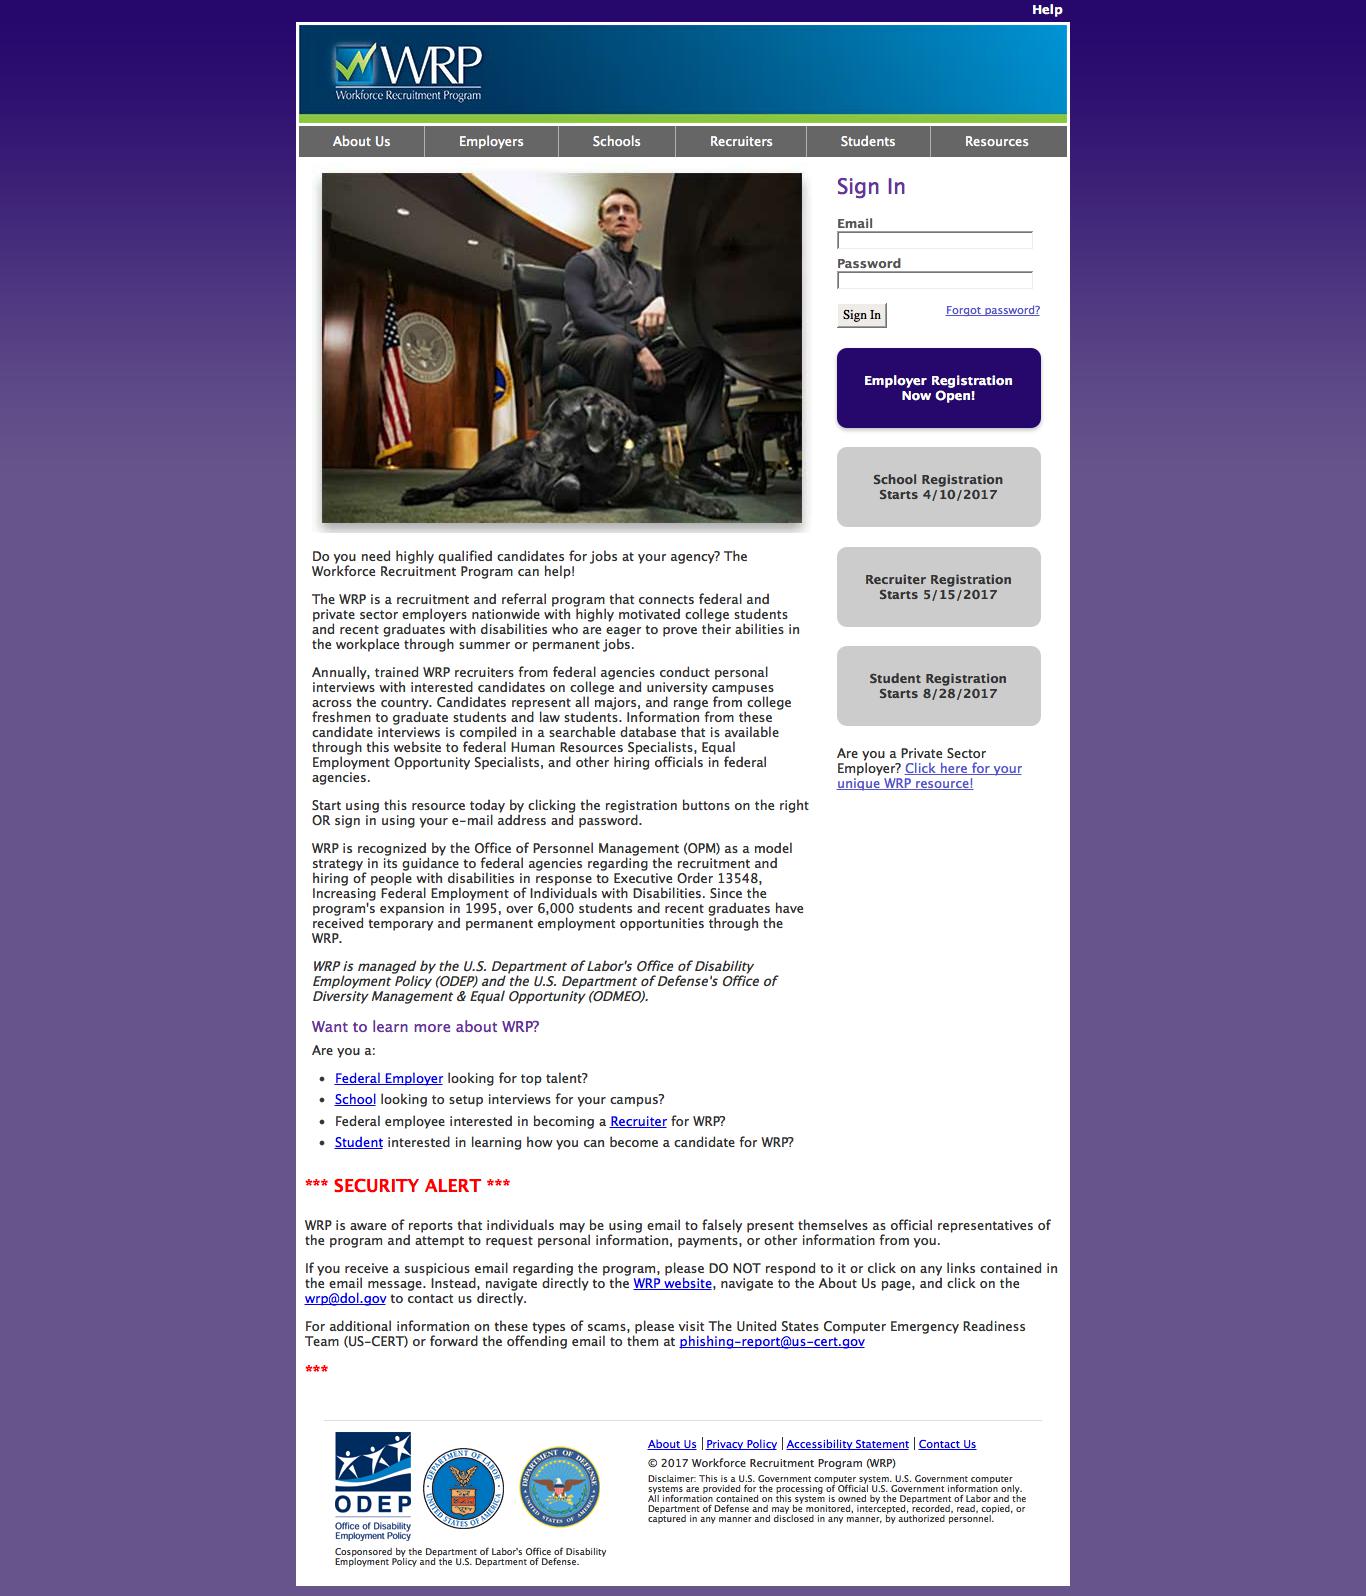 Help
WRP
Workforce Recruitment Program
About Us
Employers
Schools
Recruiters
Students
Resources
Sign In
Email
Password
Sign In
Forgot password?
Employer Registration
Now Open!
School Registration
Starts 4/10/2017
Recruiter Registration
Starts 5/15/2017
Student Registration
Starts 8/28/2017
Are you a Private Sector
Employer? Click here for your
unique WRP resource!
Do you need highly qualified candidates for jobs at your agency? The
Workforce Recruitment Program can help!
The WRP is a recruitment and referral program that connects federal and
private sector employers nationwide with highly motivated college students
and recent graduates with disabilities who are eager to prove their abilities in
the workplace through summer or permanent jobs.
Annually, trained WRP recruiters from federal agencies conduct personal
interviews with interested candidates on college and university campuses
across the country. Candidates represent all majors, and range from college
freshmen to graduate students and law students. Information from these
candidate interviews is compiled in a searchable database that is available
through this website to federal Human Resources Specialists, Equal
Employment Opportunity Specialists, and other hiring officials in federal
agencies.
Start using this resource today by clicking the registration buttons on the right
OR sign in using your e-mail address and password.
WRP is recognized by the Office of Personnel Management (OPM) as a model
strategy in its guidance to federal agencies regarding the recruitment and
hiring of people with disabilities in response to Executive Order 13548,
Increasing Federal Employment of Individuals with Disabilities. Since the
program's expansion in 1995, over 6,000 students and recent graduates have
received temporary and permanent employment opportunities through the
WRP.
WRP is managed by the U.S. Department of Labor's Office of Disability
Employment Policy (ODEP) and the U.S. Department of Defense's Office of
Diversity Management & Equal Opportunity (ODMEO).
Want to learn more about WRP?
Are you a:
• Federal Employer looking for top talent?
• School looking to setup interviews for your campus?
• Federal employee interested in becoming a Recruiter for WRP?
• Student interested in learning how you can become a candidate for WRP?
*** SECURITY ALERT ***
WRP is aware of reports that individuals may be using email to falsely present themselves as official representatives of
the program and attempt to request personal information, payments, or other information from you.
If you receive a suspicious email regarding the program, please DO NOT respond to it or click on any links contained in
the email message. Instead, navigate directly to the WRP website, navigate to the About Us page, and click on the
wrp@dol.gov to contact us directly.
For additional information on these types of scams, please visit The United States Computer Emergency Readiness
Team (US-CERT) or forward the offending email to them at phishing-report@us-cert.gov
***
ODEP
Office of Disability
Employment Policy
DEPARTMENT OF LABOR
UNITED STATES OF AMERICA
DEPARTMENT OF DEFENSE
UNITED STATES OF AMERICA
Cosponsored by the Department of Labor's Office of Disability
Employment Policy and the U.S. Department of Defense.
About Us | Privacy Policy | Accessibility Statement | Contact Us
© 2017 Workforce Recruitment Program (WRP)
Disclaimer: This is a U.S. Government computer system. U.S. Government computer
systems are provided for the processing of Official U.S. Government information only.
All information contained on this system is owned by the Department of Labor and the
Department of Defense and may be monitored, intercepted, recorded, read, copied, or
captured in any manner and disclosed in any manner, by authorized personnel.